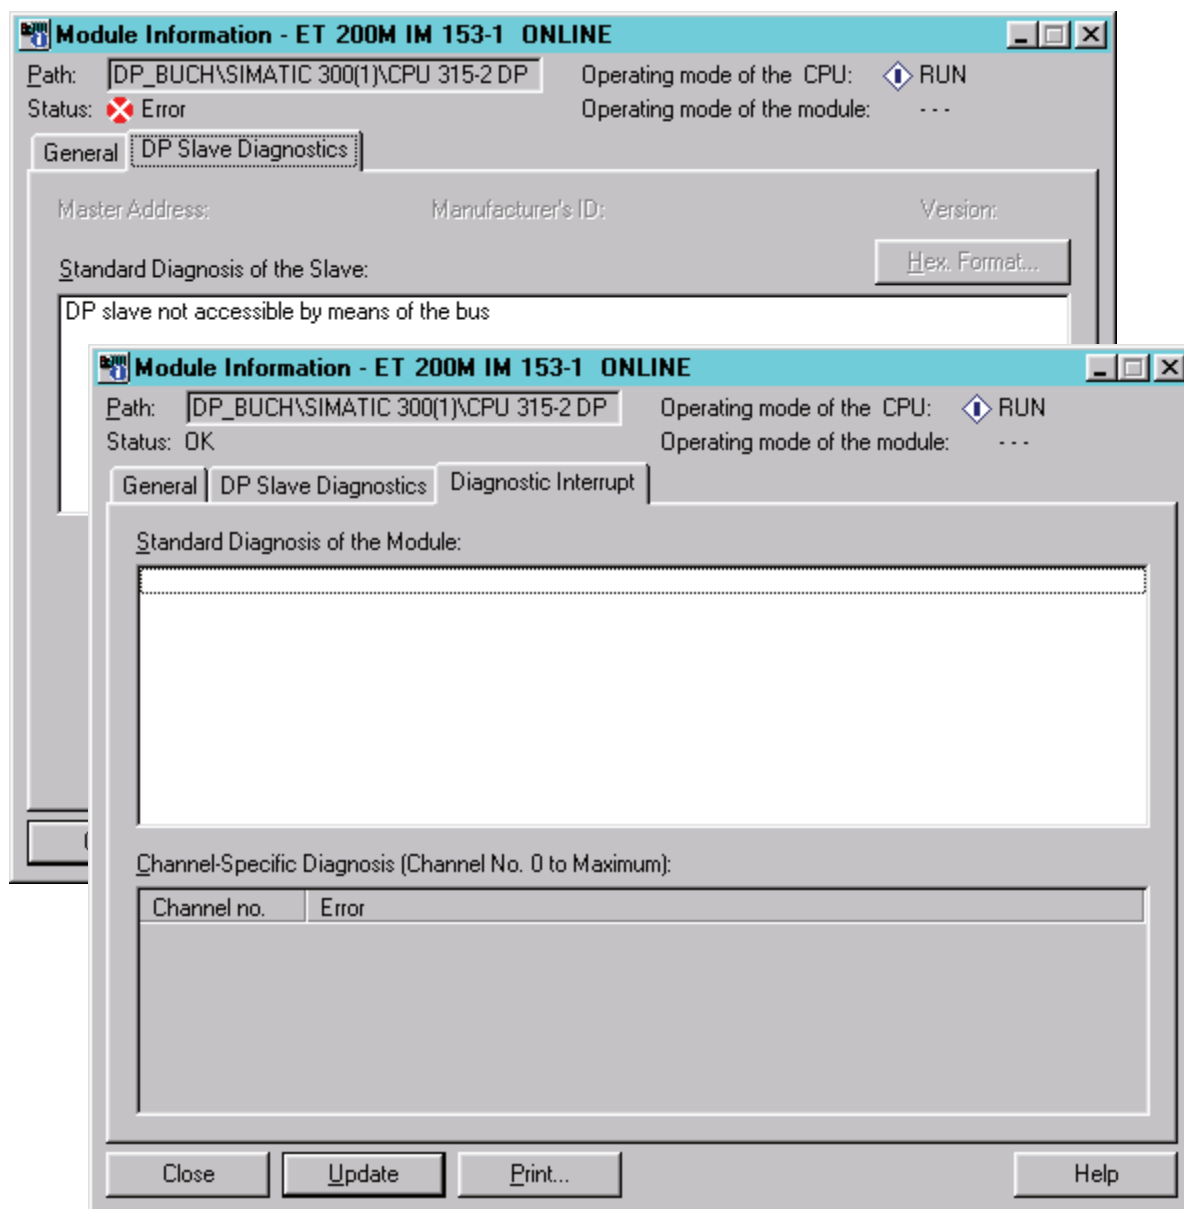 Module Information - ET 200M IM 153-1 ONLINE
Path: DP_BUCH\SIMATIC 300(1)\CPU 315-2 DP Operating mode of the CPU: RUN
Status: Error Operating mode of the module: - - -
General DP Slave Diagnostics
Master Address: Manufacturer's ID: Version:
Standard Diagnosis of the Slave: Hex. Format...
DP slave not accessible by means of the bus
Module Information - ET 200M IM 153-1 ONLINE
Path: DP_BUCH\SIMATIC 300(1)\CPU 315-2 DP Operating mode of the CPU: RUN
Status: OK Operating mode of the module: - - -
General DP Slave Diagnostics Diagnostic Interrupt
Standard Diagnosis of the Module:
Channel-Specific Diagnosis (Channel No. 0 to Maximum):
Channel no. Error
Close Update Print... Help